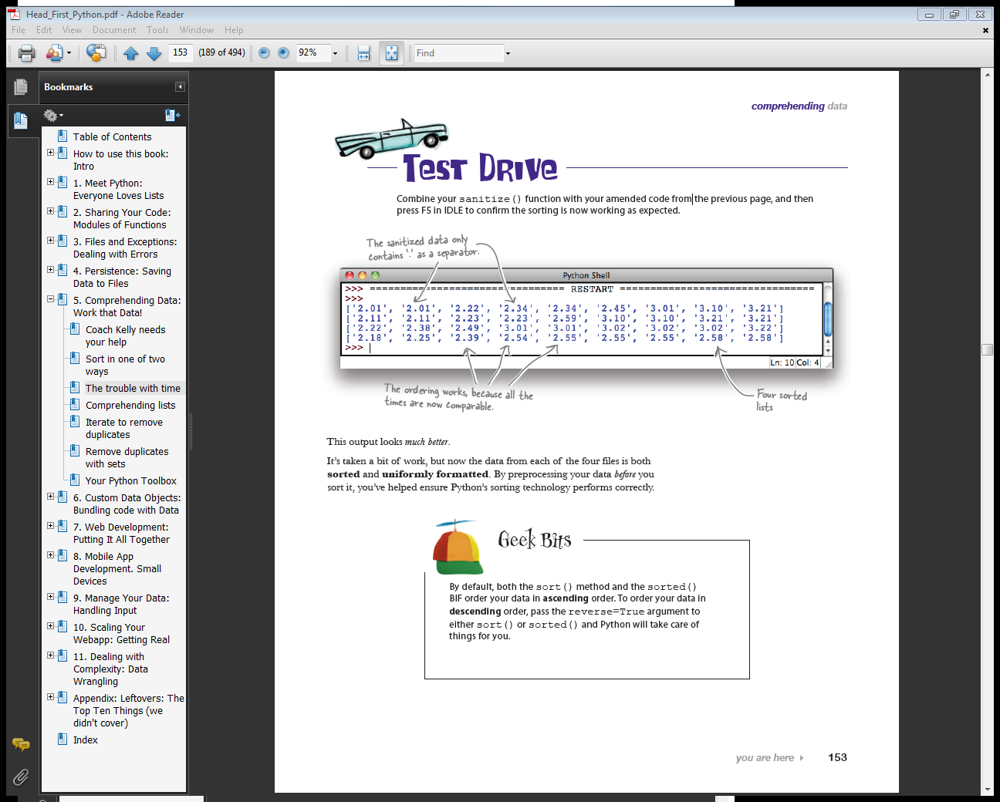 Head_First_Python.pdf - Adobe Reader
File Edit View Document Tools Window Help
153 (189 of 494) 92% Find
Bookmarks
Table of Contents
How to use this book:
Intro
1. Meet Python:
Everyone Loves Lists
2. Sharing Your Code:
Modules of Functions
3. Files and Exceptions:
Dealing with Errors
4. Persistence: Saving
Data to Files
5. Comprehending Data:
Work that Data!
Coach Kelly needs
your help
Sort in one of two
ways
The trouble with time
Comprehending lists
Iterate to remove
duplicates
Remove duplicates
with sets
Your Python Toolbox
6. Custom Data Objects:
Bundling code with Data
7. Web Development:
Putting It All Together
8. Mobile App
Development. Small
Devices
9. Manage Your Data:
Handling Input
10. Scaling Your
Webapp: Getting Real
11. Dealing with
Complexity: Data
Wrangling
Appendix: Leftovers: The
Top Ten Things (we
didn't cover)
Index
comprehending data
Test Drive
Combine your sanitize() function with your amended code from the previous page, and then
press F5 in IDLE to confirm the sorting is now working as expected.
The sanitized data only
contains '.' as a separator.
Python Shell
>>> ================================ RESTART ================================
>>>
['2.01', '2.01', '2.22', '2.34', '2.34', '2.45', '3.01', '3.10', '3.21']
['2.11', '2.11', '2.23', '2.23', '2.59', '3.10', '3.10', '3.21', '3.21']
['2.22', '2.38', '2.49', '3.01', '3.01', '3.02', '3.02', '3.02', '3.22']
['2.18', '2.25', '2.39', '2.54', '2.55', '2.55', '2.55', '2.58', '2.58']
>>>
Ln: 10 Col: 4
The ordering works, because all the
times are now comparable.
Four sorted
lists
This output looks much better.
It's taken a bit of work, but now the data from each of the four files is both
sorted and uniformly formatted. By preprocessing your data before you
sort it, you've helped ensure Python's sorting technology performs correctly.
Geek Bits
By default, both the sort() method and the sorted()
BIF order your data in ascending order. To order your data in
descending order, pass the reverse=True argument to
either sort() or sorted() and Python will take care of
things for you.
you are here 153